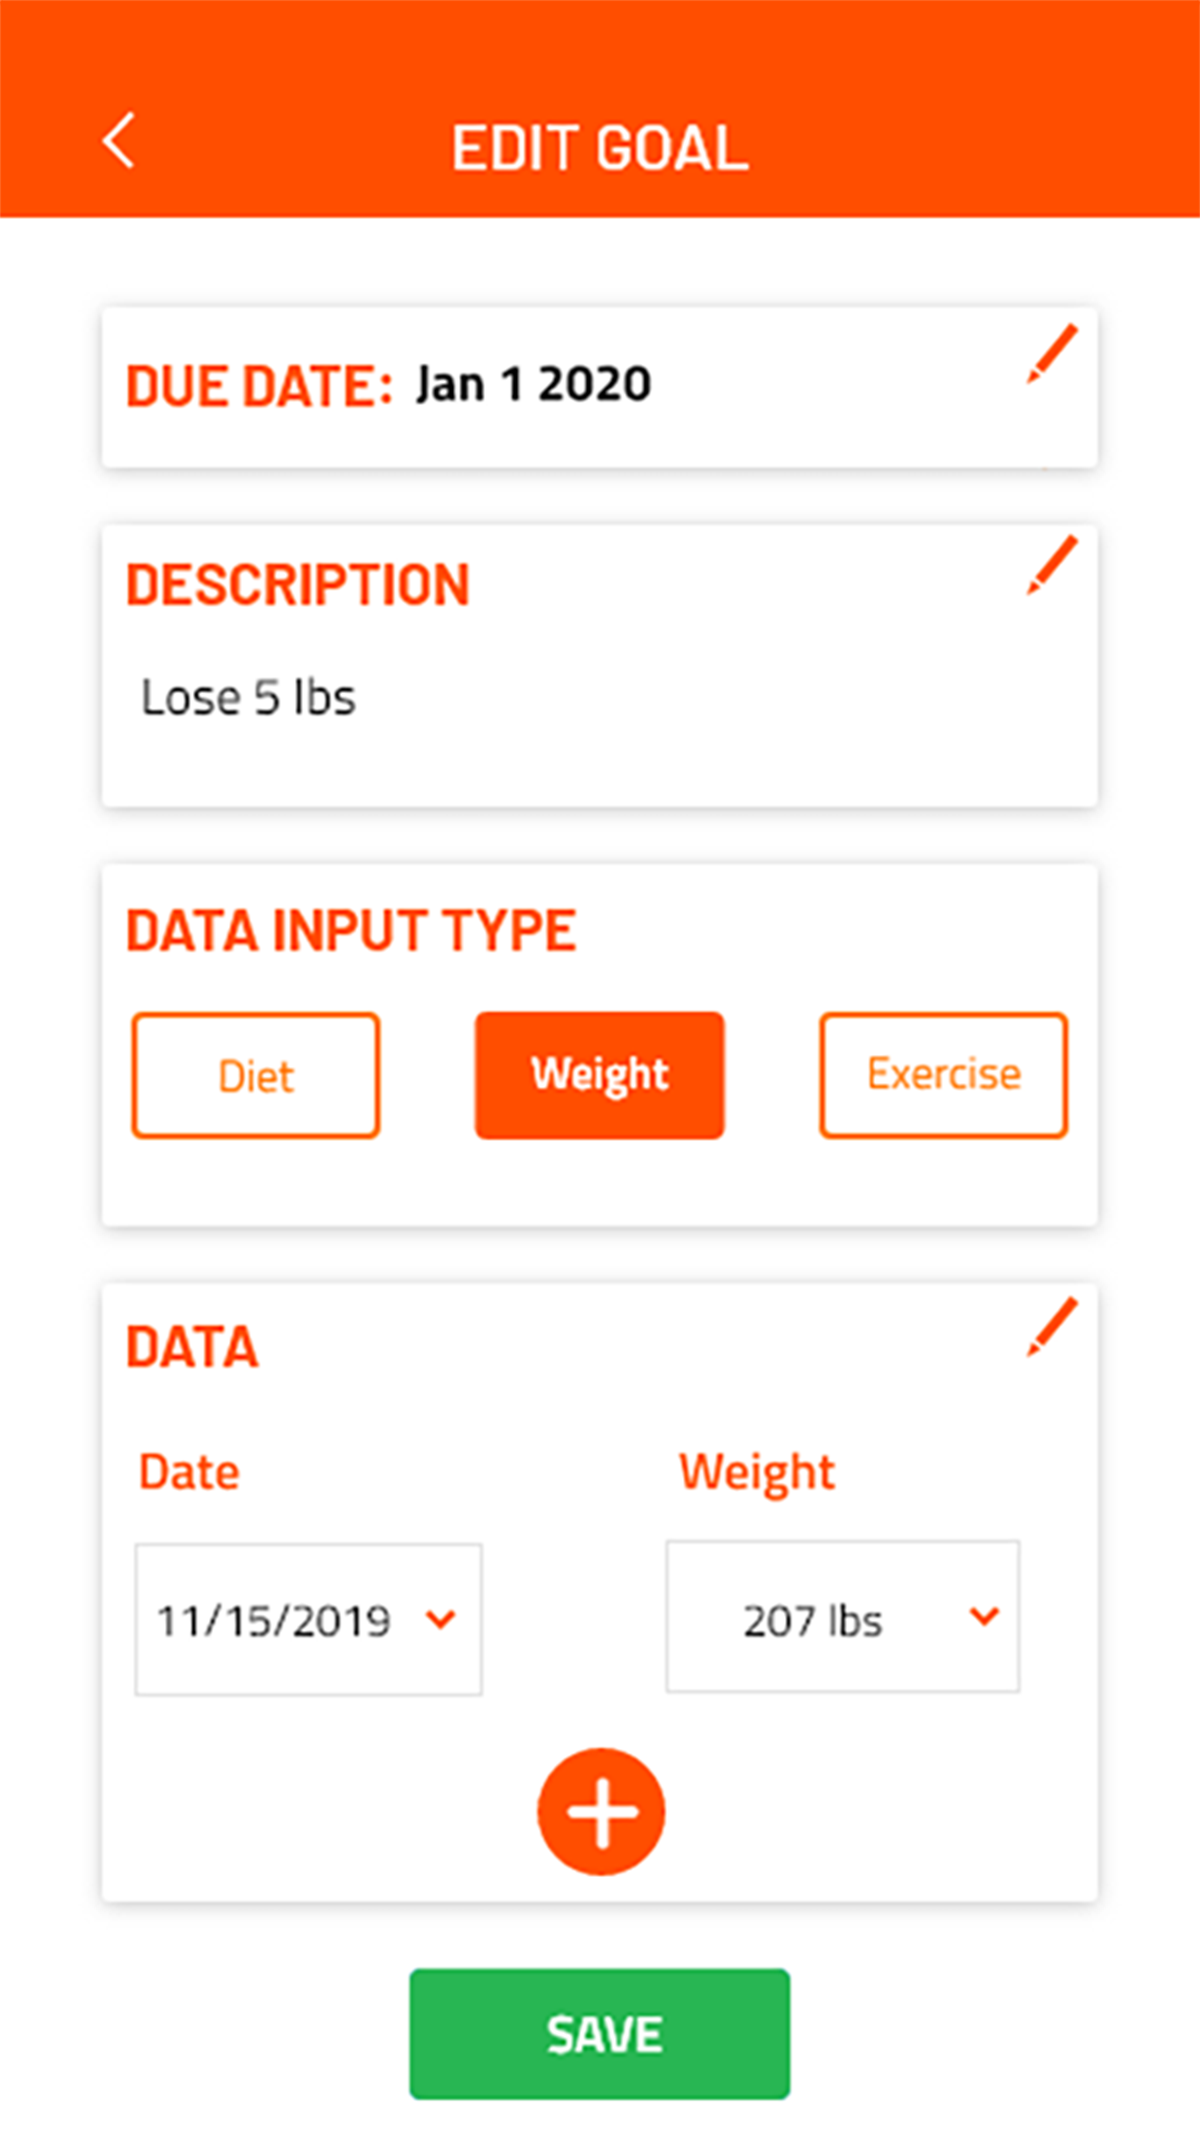 EDIT GOAL
DUE DATE: Jan 1 2020
DESCRIPTION
Lose 5 lbs
DATA INPUT TYPE
Diet Weight Exercise
DATA
Date Weight
11/15/2019 207 lbs
SAVE